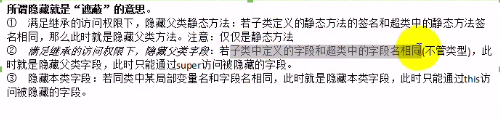 所谓隐藏就是“遮蔽”的意思。
① 满足继承的访问权限下，隐藏父类静态方法：若子类定义的静态方法的签名和超类中的静态方法签
名相同，那么此时就是隐藏父类方法。注意：仅仅是静态方法
② 满足继承的访问权限下，隐藏父类字段：若子类中定义的字段和超类中的字段名相同(不管类型)，此
时就是隐藏父类字段，此时只能通过super访问被隐藏的字段。
③ 隐藏本类字段：若同类中某局部变量名和字段名相同，此时就是隐藏本类字段，此时只能通过this访
问被隐藏的字段。